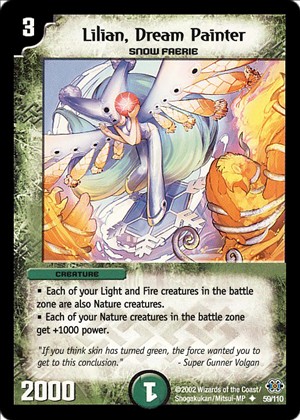 3
Lilian, Dream Painter
SNOW FAERIE
CREATURE
■ Each of your Light and Fire creatures in the battle
zone are also Nature creatures.
■ Each of your Nature creatures in the battle zone
get +1000 power.
"If you think skin has turned green, the force wanted you to
get to this conclusion." - Super Gunner Volgan
2000
1
©2002 Wizards of the Coast/
Shogakukan/Mitsui-MP ♦ 59/110